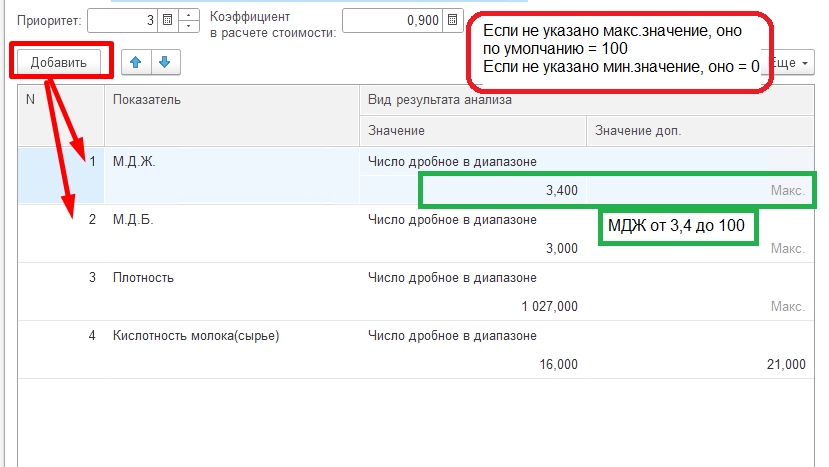 Приоритет: 3
Коэффициент
в расчете стоимости: 0,900
Если не указано макс.значение, оно
по умолчанию = 100
Если не указано мин.значение, оно = 0
Добавить
Еще
N Показатель Вид результата анализа
Значение Значение доп.
1 М.Д.Ж. Число дробное в диапазоне
3,400 Макс.
2 М.Д.Б. Число дробное в диапазоне
МДЖ от 3,4 до 100
3,000 Макс.
3 Плотность Число дробное в диапазоне
1 027,000 Макс.
4 Кислотность молока(сырье) Число дробное в диапазоне
16,000 21,000